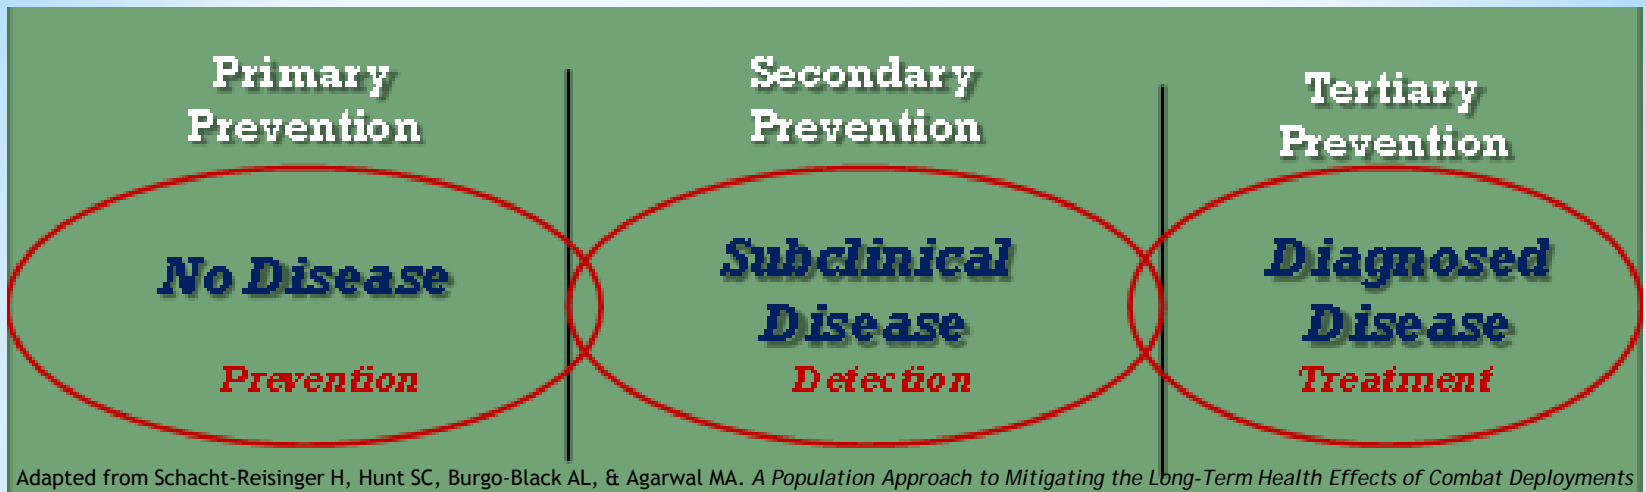 Primary
Prevention
No Disease
Prevention
Secondary
Prevention
Subclinical
Disease
Detection
Tertiary
Prevention
Diagnosed
Disease
Treatment
Adapted from Schacht-Reisinger H, Hunt SC, Burgo-Black AL, & Agarwal MA. A Population Approach to Mitigating the Long-Term Health Effects of Combat Deployments